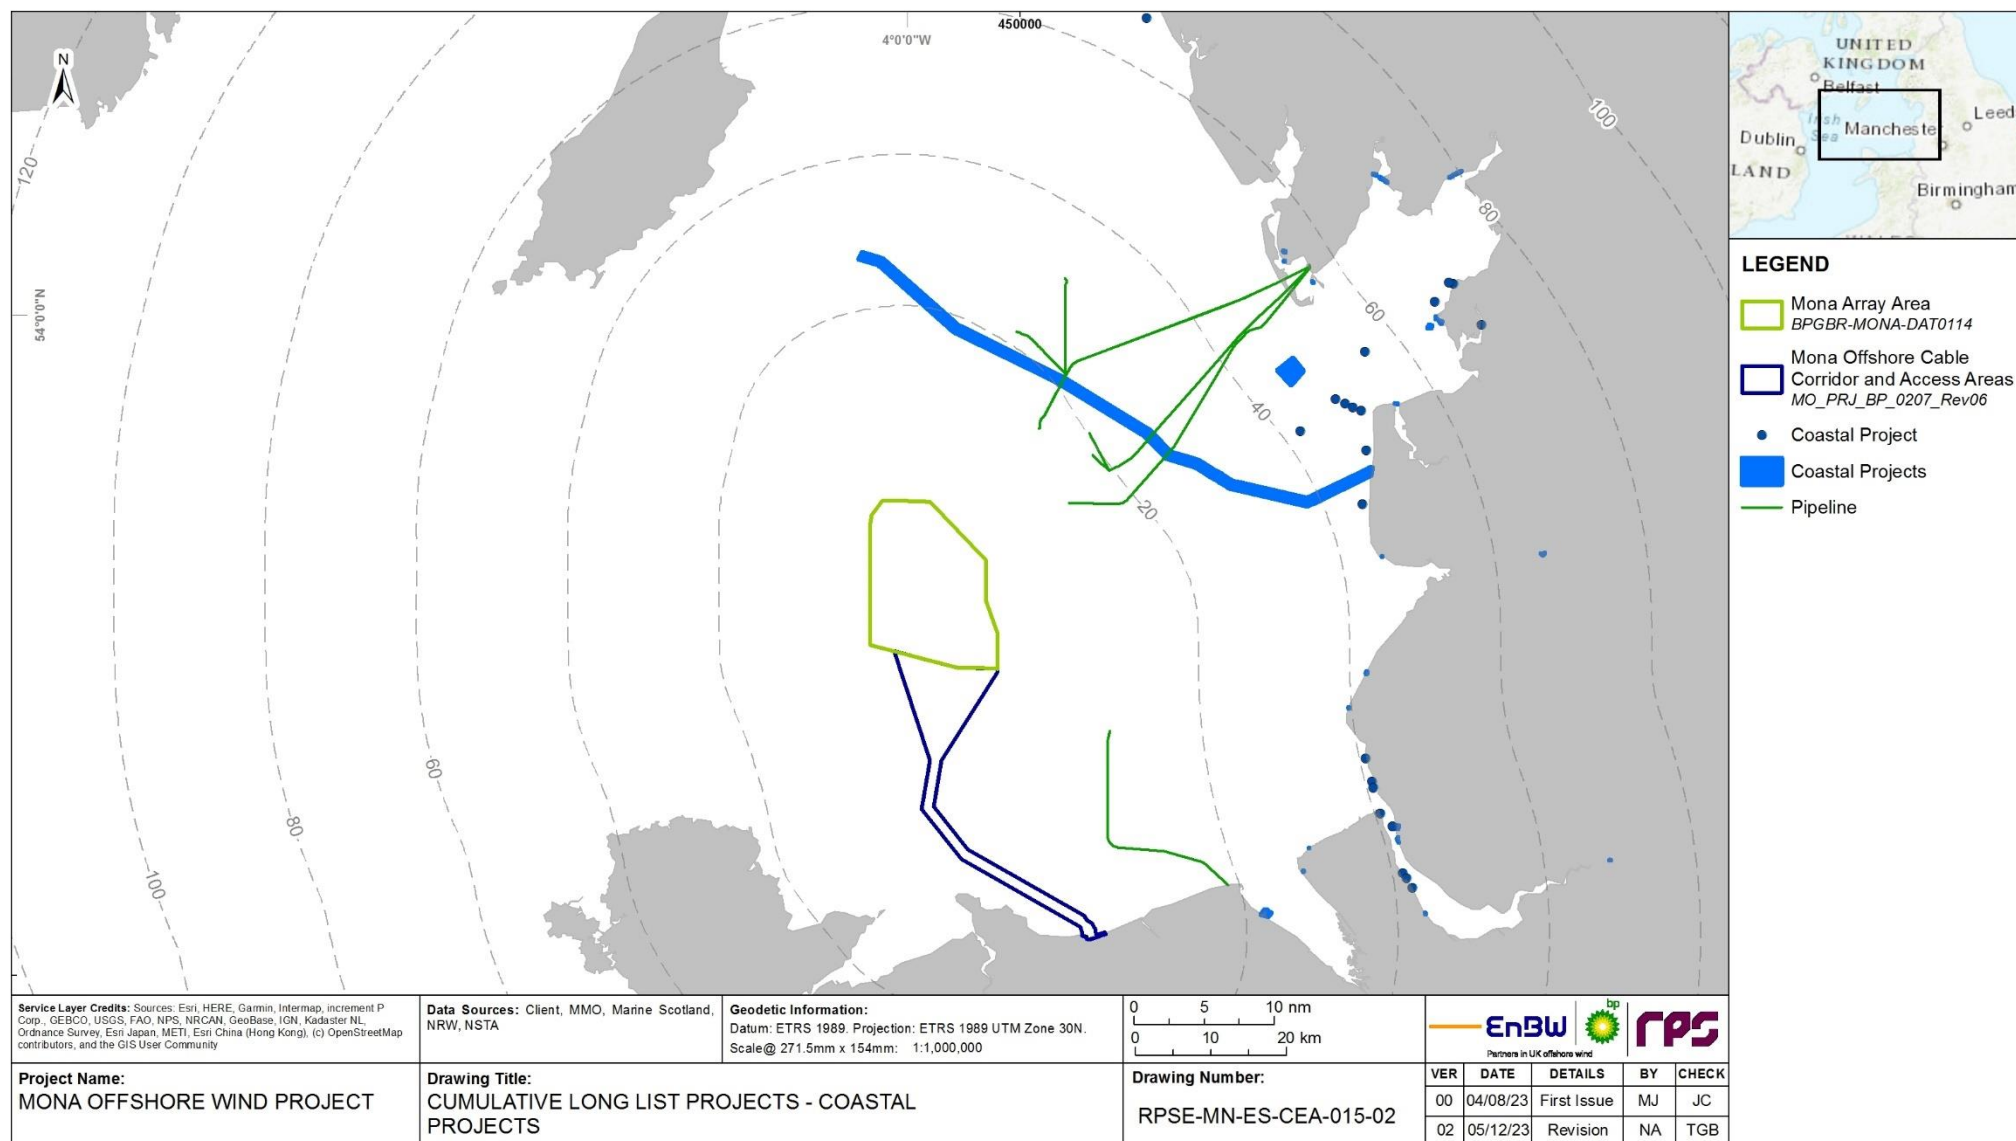 N
450000
4°0'0"W
54°0'0"N
120
100
80
60
40
20
60
80
100
UNITED
KINGDOM
Belfast
Irish
Sea
Manchester
Leed
Dublin
LAND
Birmingham
LEGEND
Mona Array Area
BPGBR-MONA-DAT0114
Mona Offshore Cable
Corridor and Access Areas
MO_PRJ_BP_0207_Rev06
Coastal Project
Coastal Projects
Pipeline
Service Layer Credits: Sources: Esri, HERE, Garmin, Intermap, increment P
Corp., GEBCO, USGS, FAO, NPS, NRCAN, GeoBase, IGN, Kadaster NL,
Ordnance Survey, Esri Japan, METI, Esri China (Hong Kong), (c) OpenStreetMap
contributors, and the GIS User Community
Data Sources: Client, MMO, Marine Scotland,
NRW, NSTA
Geodetic Information:
Datum: ETRS 1989. Projection: ETRS 1989 UTM Zone 30N.
Scale@ 271.5mm x 154mm: 1:1,000,000
0 5 10 nm
0 10 20 km
EnBW
bp
rps
Partners in UK offshore wind
Project Name:
MONA OFFSHORE WIND PROJECT
Drawing Title:
CUMULATIVE LONG LIST PROJECTS - COASTAL
PROJECTS
Drawing Number:
RPSE-MN-ES-CEA-015-02
VER DATE DETAILS BY CHECK
00 04/08/23 First Issue MJ JC
02 05/12/23 Revision NA TGB